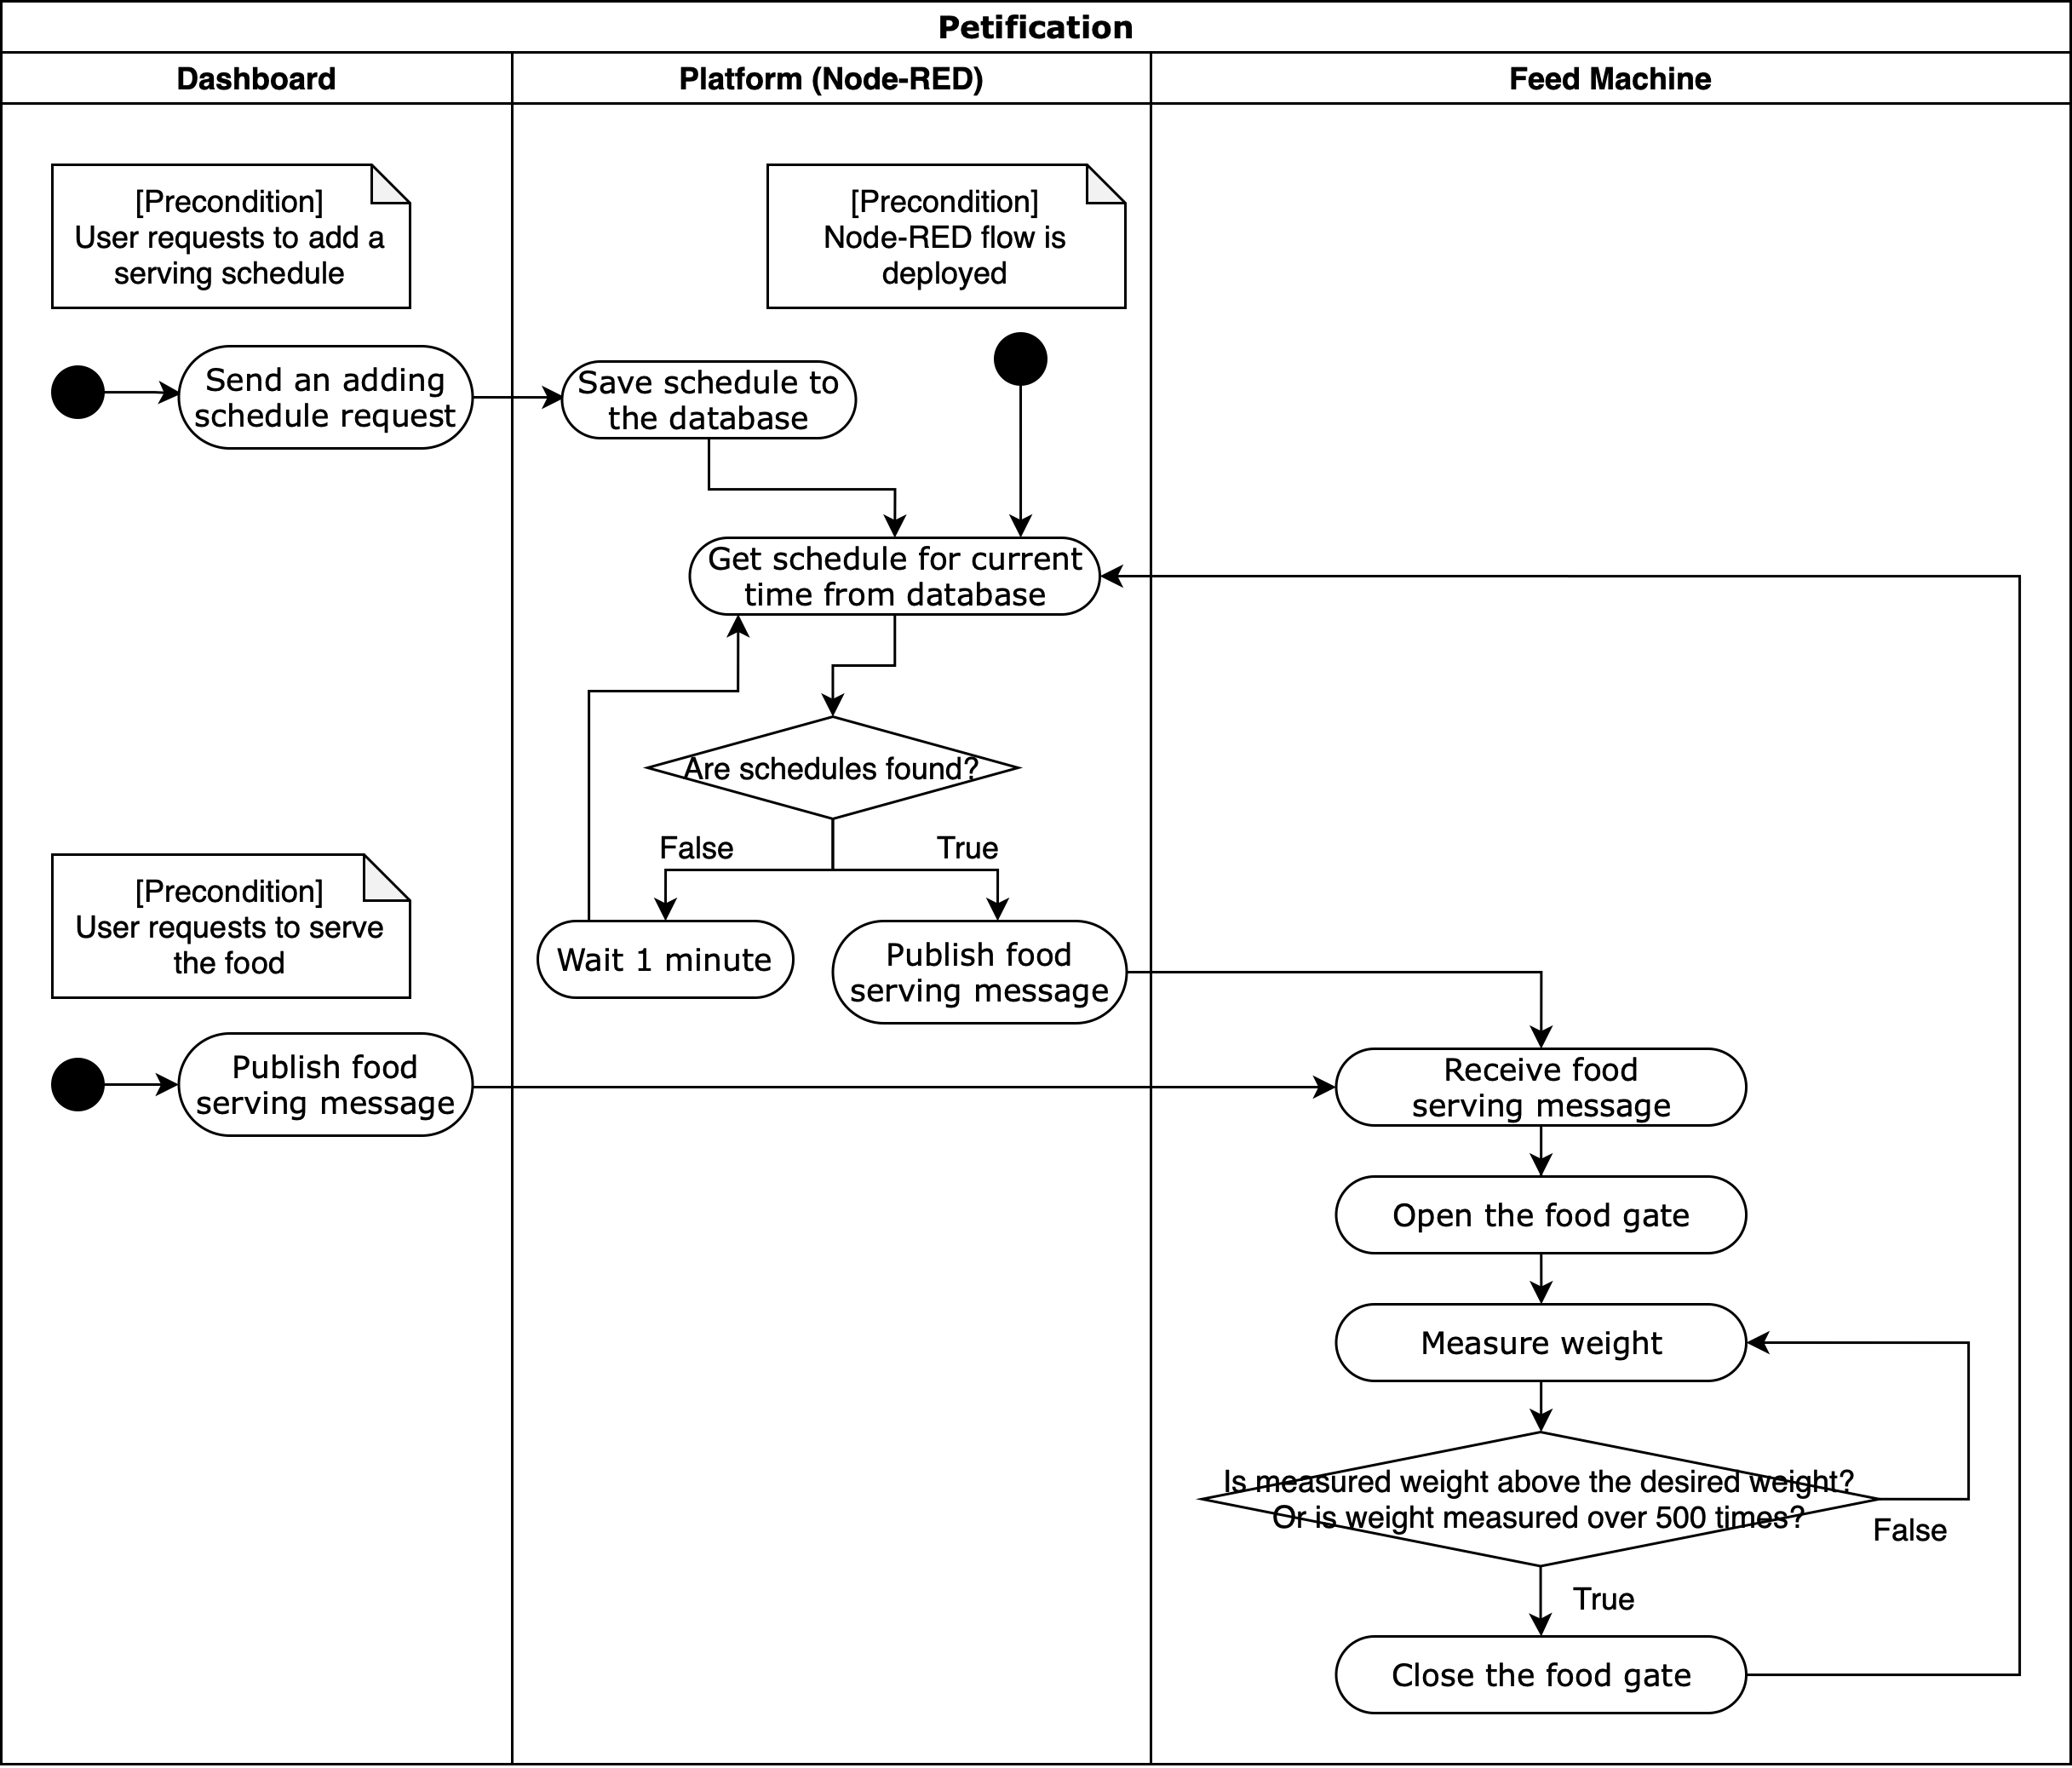 Petification
Dashboard
Platform (Node-RED)
Feed Machine
[Precondition]
User requests to add a
serving schedule
[Precondition]
Node-RED flow is
deployed
Send an adding
schedule request
Save schedule to
the database
Get schedule for current
time from database
Are schedules found?
False
True
[Precondition]
User requests to serve
the food
Wait 1 minute
Publish food
serving message
Publish food
serving message
Receive food
serving message
Open the food gate
Measure weight
Is measured weight above the desired weight?
Or is weight measured over 500 times?
False
True
Close the food gate